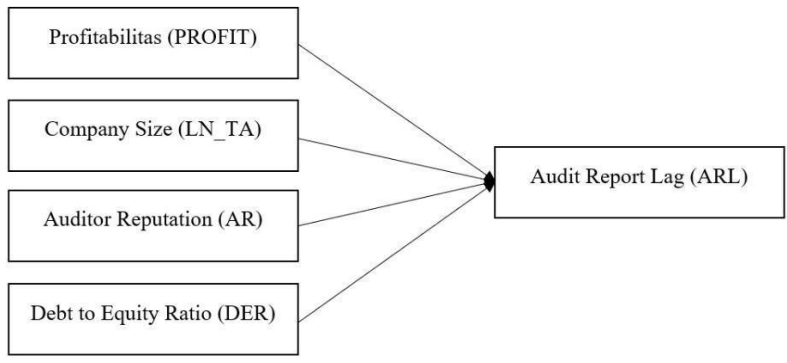 Profitabilitas (PROFIT)
Company Size (LN_TA)
Auditor Reputation (AR)
Debt to Equity Ratio (DER)
Audit Report Lag (ARL)